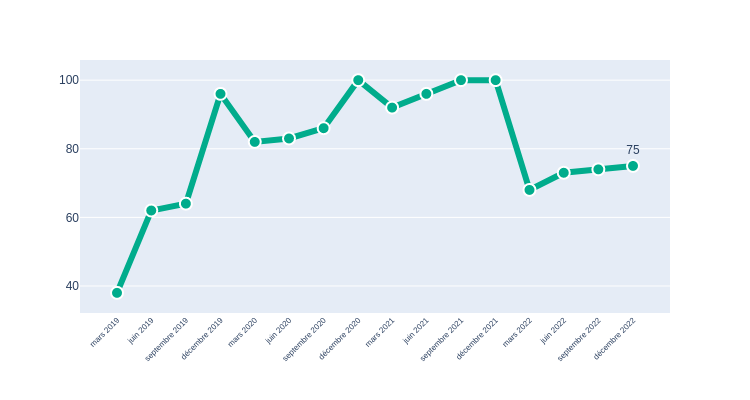 100
80
60
40
75
mars 2019
juin 2019
septembre 2019
décembre 2019
mars 2020
juin 2020
septembre 2020
décembre 2020
mars 2021
juin 2021
septembre 2021
décembre 2021
mars 2022
juin 2022
septembre 2022
décembre 2022